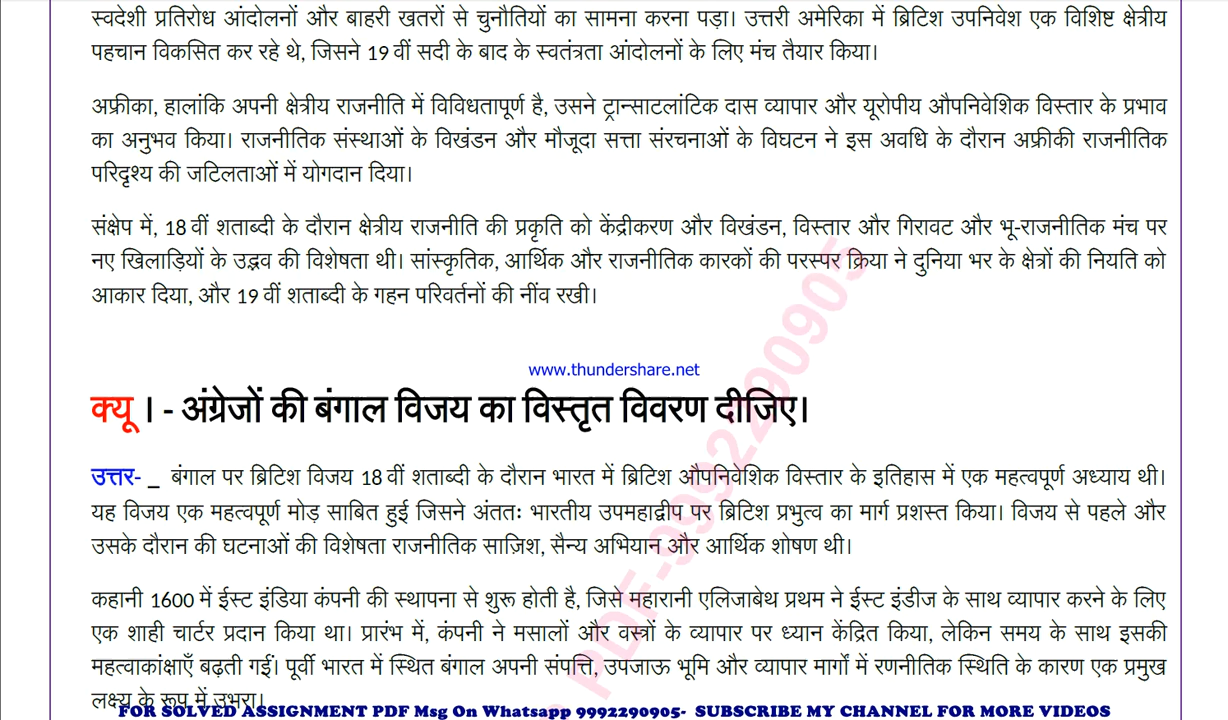 स्वदेशी प्रतिरोध आंदोलनों और बाहरी खतरों से चुनौतियों का सामना करना पड़ा। उत्तरी अमेरिका में ब्रिटिश उपनिवेश एक विशिष्ट क्षेत्रीय
पहचान विकसित कर रहे थे, जिसने 19 वीं सदी के बाद के स्वतंत्रता आंदोलनों के लिए मंच तैयार किया।
अफ्रीका, हालांकि अपनी क्षेत्रीय राजनीति में विविधतापूर्ण है, उसने ट्रान्साटलांटिक दास व्यापार और यूरोपीय औपनिवेशिक विस्तार के प्रभाव
का अनुभव किया। राजनीतिक संस्थाओं के विखंडन और मौजूदा सत्ता संरचनाओं के विघटन ने इस अवधि के दौरान अफ्रीकी राजनीतिक
परिदृश्य की जटिलताओं में योगदान दिया।
संक्षेप में, 18 वीं शताब्दी के दौरान क्षेत्रीय राजनीति की प्रकृति को केंद्रीकरण और विखंडन, विस्तार और गिरावट और भू-राजनीतिक मंच पर
नए खिलाड़ियों के उद्भव की विशेषता थी। सांस्कृतिक, आर्थिक और राजनीतिक कारकों की परस्पर क्रिया ने दुनिया भर के क्षेत्रों की नियति को
आकार दिया, और 19 वीं शताब्दी के गहन परिवर्तनों की नींव रखी।
www.thundershare.net
क्यू । - अंग्रेजों की बंगाल विजय का विस्तृत विवरण दीजिए।
उत्तर- _ बंगाल पर ब्रिटिश विजय 18 वीं शताब्दी के दौरान भारत में ब्रिटिश औपनिवेशिक विस्तार के इतिहास में एक महत्वपूर्ण अध्याय थी।
यह विजय एक महत्वपूर्ण मोड़ साबित हुई जिसने अंततः भारतीय उपमहाद्वीप पर ब्रिटिश प्रभुत्व का मार्ग प्रशस्त किया। विजय से पहले और
उसके दौरान की घटनाओं की विशेषता राजनीतिक साज़िश, सैन्य अभियान और आर्थिक शोषण थी।
कहानी 1600 में ईस्ट इंडिया कंपनी की स्थापना से शुरू होती है, जिसे महारानी एलिजाबेथ प्रथम ने ईस्ट इंडीज के साथ व्यापार करने के लिए
एक शाही चार्टर प्रदान किया था। प्रारंभ में, कंपनी ने मसालों और वस्त्रों के व्यापार पर ध्यान केंद्रित किया, लेकिन समय के साथ इसकी
महत्वाकांक्षाएँ बढ़ती गईं। पूर्वी भारत में स्थित बंगाल अपनी संपत्ति, उपजाऊ भूमि और व्यापार मार्गों में रणनीतिक स्थिति के कारण एक प्रमुख
लक्ष्य के रूप में उभरा।
PDF-9992290905
FOR SOLVED ASSIGNMENT PDF Msg On Whatsapp 9992290905- SUBSCRIBE MY CHANNEL FOR MORE VIDEOS